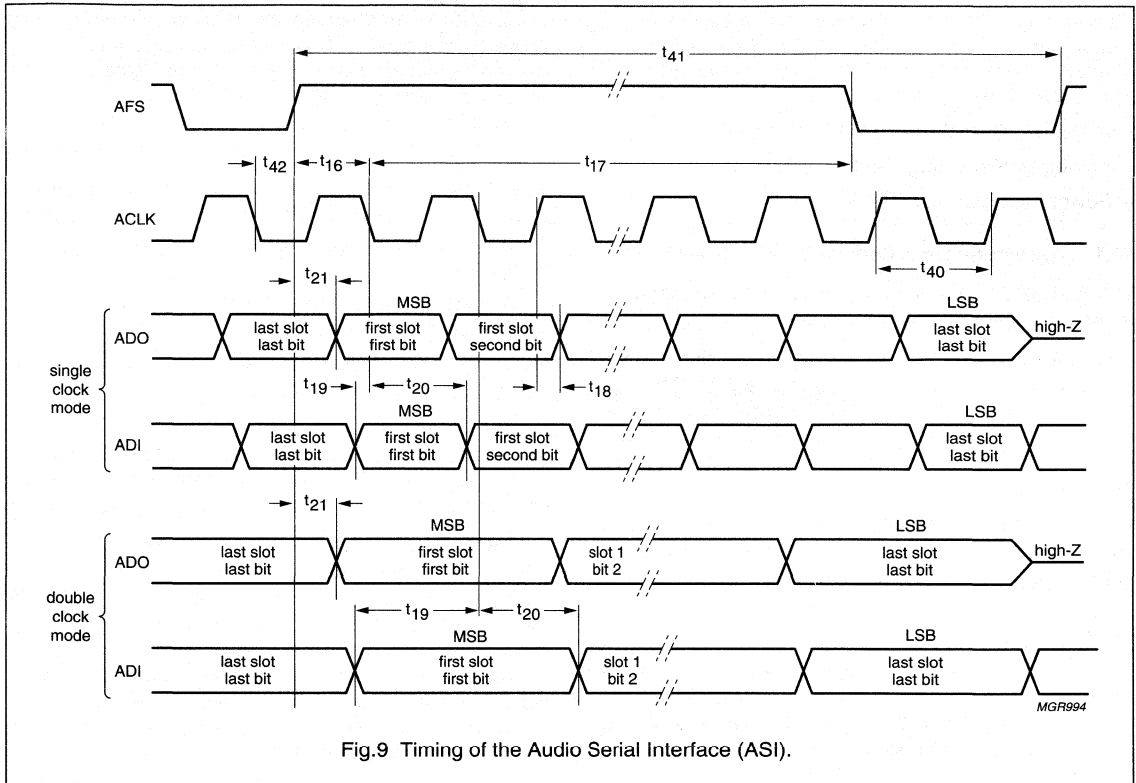 t41
AFS
t42 t16 t17
ACLK
t40
t21
MSB LSB
ADO last slot last bit first slot first bit first slot second bit last slot last bit high-Z
single clock mode
t19 t20 t18
MSB LSB
ADI last slot last bit first slot first bit first slot second bit last slot last bit
t21
MSB LSB
ADO last slot last bit first slot first bit slot 1 bit 2 last slot last bit high-Z
double clock mode
t19 t20
MSB LSB
ADI last slot last bit first slot first bit slot 1 bit 2 last slot last bit
MGR994
Fig.9 Timing of the Audio Serial Interface (ASI).